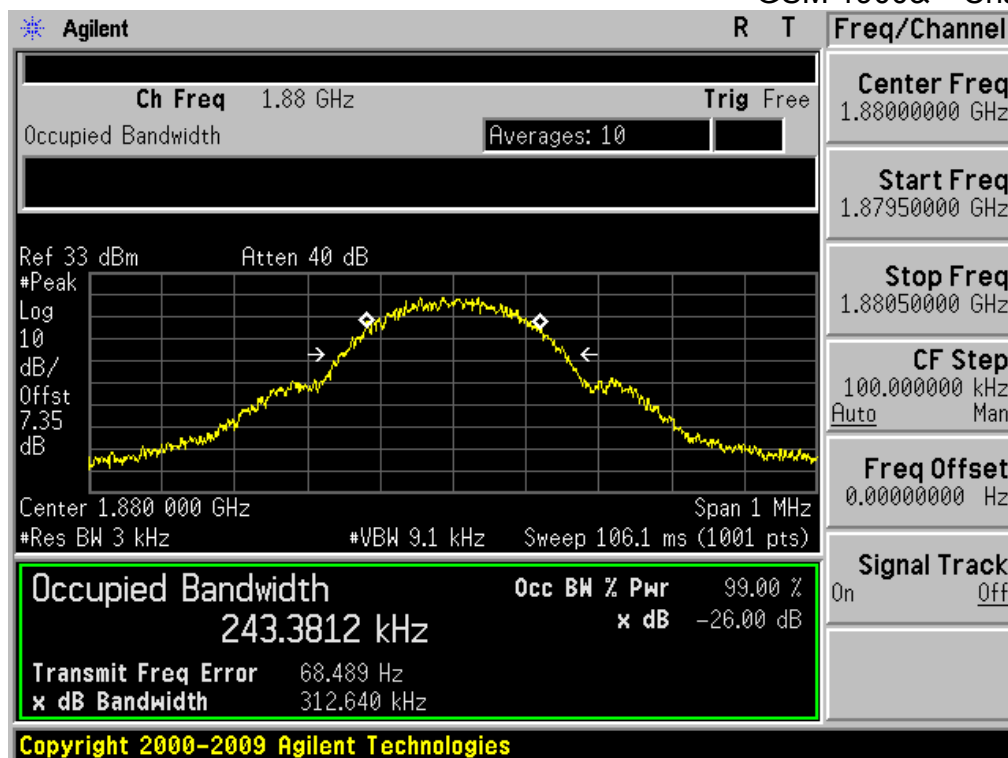 Agilent R T Freq/Channel
Ch Freq 1.88 GHz Trig Free
Occupied Bandwidth Averages: 10
Center Freq
1.88000000 GHz
Start Freq
1.87950000 GHz
Stop Freq
1.88050000 GHz
CF Step
100.000000 kHz
Auto Man
Freq Offset
0.00000000 Hz
Signal Track
On Off
Ref 33 dBm Atten 40 dB
#Peak
Log
10
dB/
Offst
7.35
dB
Center 1.880 000 GHz Span 1 MHz
#Res BW 3 kHz #VBW 9.1 kHz Sweep 106.1 ms (1001 pts)
Occupied Bandwidth Occ BW % Pwr 99.00 %
243.3812 kHz x dB -26.00 dB
Transmit Freq Error 68.489 Hz
x dB Bandwidth 312.640 kHz
Copyright 2000-2009 Agilent Technologies